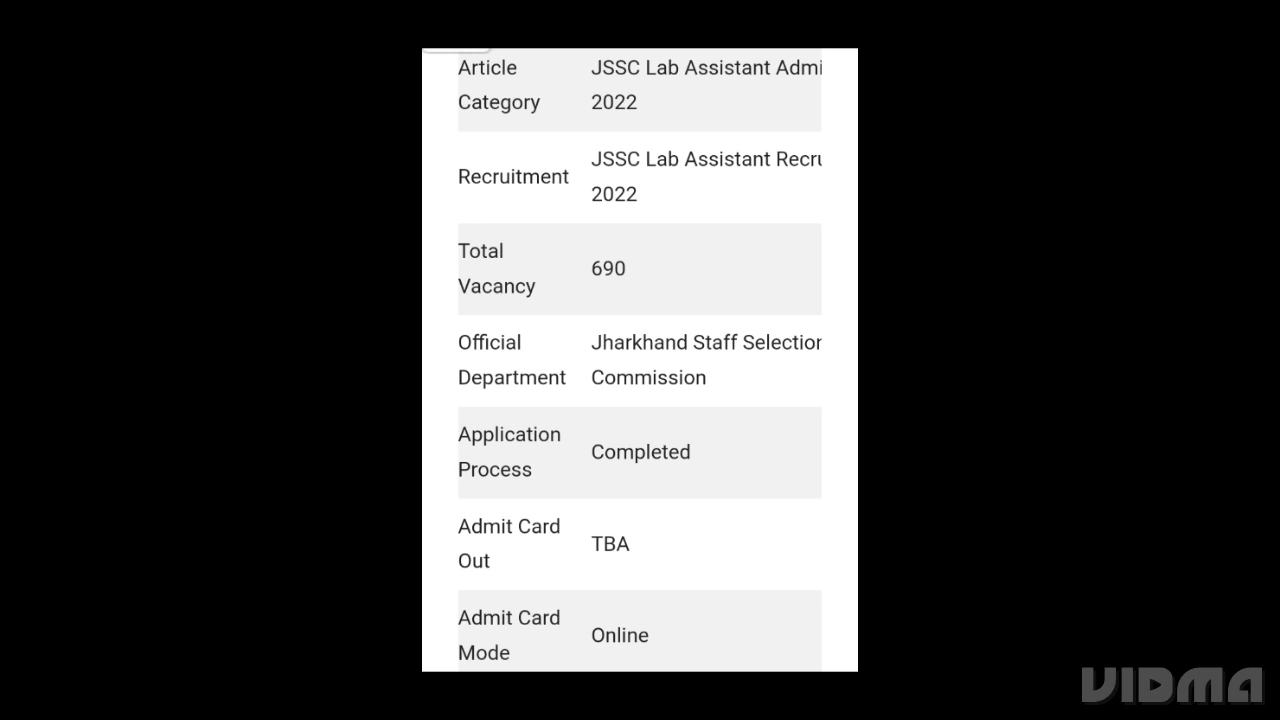 Article
Category
JSSC Lab Assistant Admi
2022
Recruitment
JSSC Lab Assistant Recru
2022
Total
Vacancy
690
Official
Department
Jharkhand Staff Selection
Commission
Application
Process
Completed
Admit Card
Out
TBA
Admit Card
Mode
Online
VIDMA